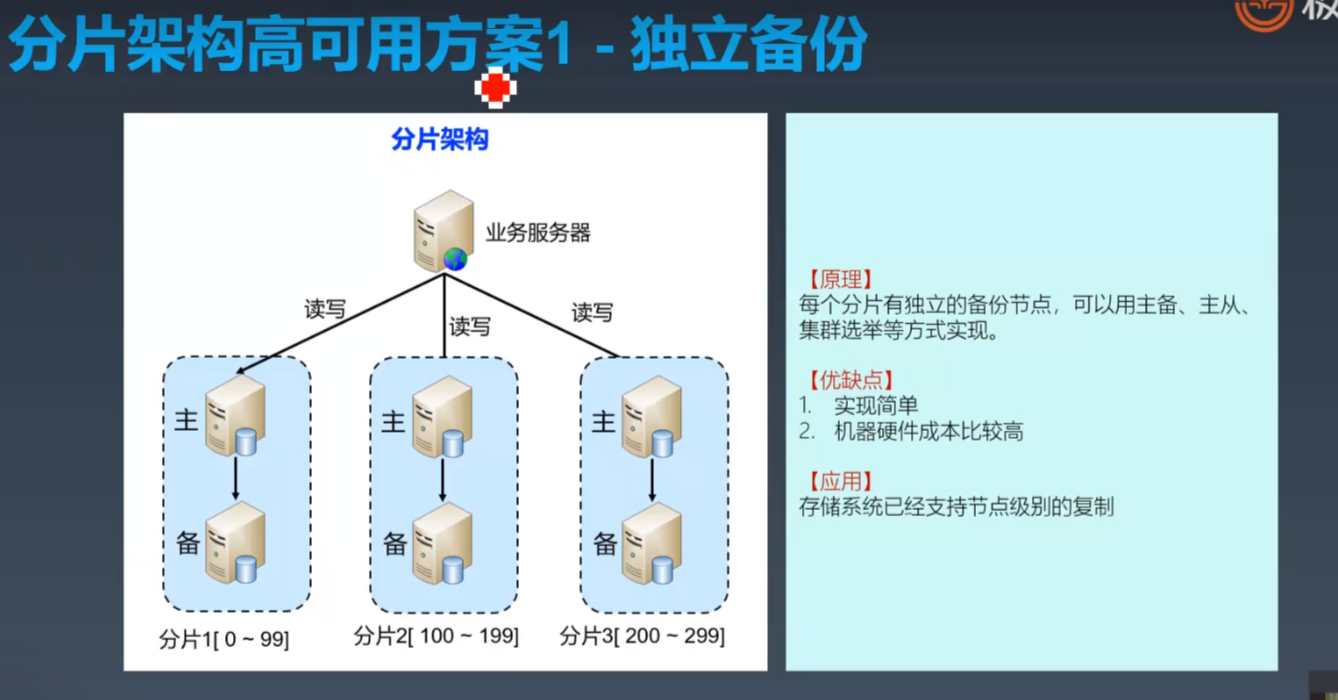 分片架构高可用方案1 - 独立备份
分片架构
业务服务器
读写
读写
读写
主
主
主
备
备
备
分片1[ 0 ~ 99]
分片2[ 100 ~ 199]
分片3[ 200 ~ 299]
【原理】
每个分片有独立的备份节点，可以用主备、主从、
集群选举等方式实现。
【优缺点】
1. 实现简单
2. 机器硬件成本比较高
【应用】
存储系统已经支持节点级别的复制